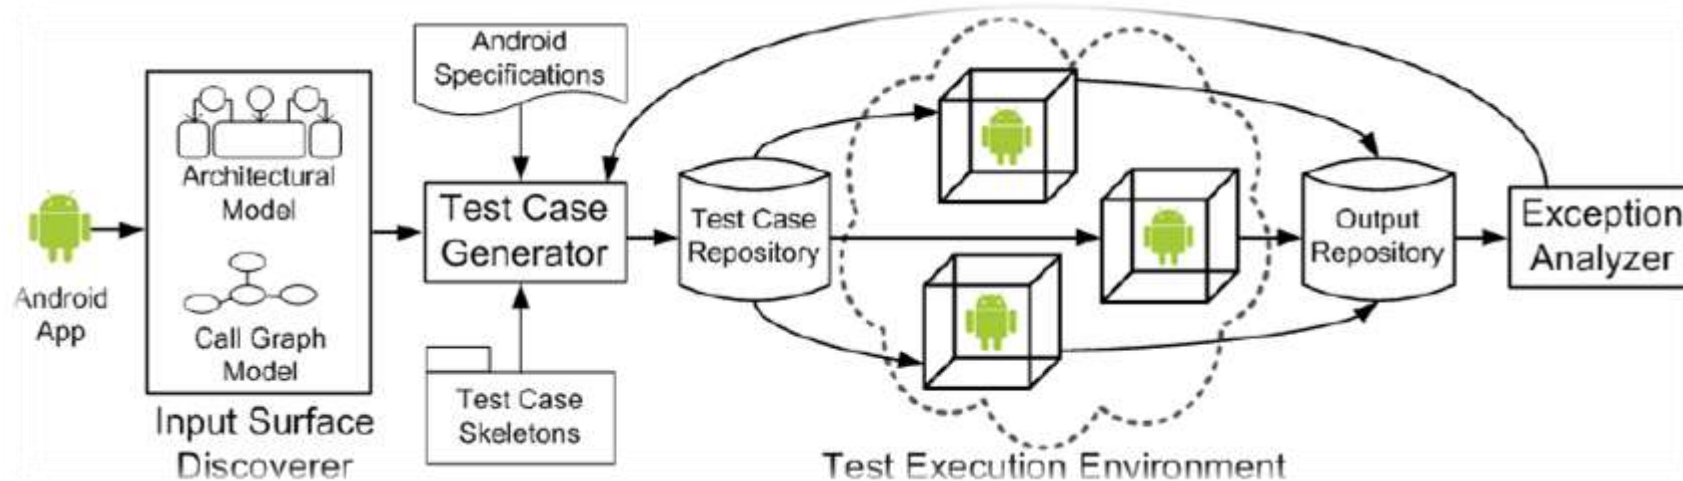 Android
Specifications
Architectural
Model
Call Graph
Model
Android
App
Input Surface
Discoverer
Test Case
Generator
Test Case
Skeletons
Test Case
Repository
Test Execution Environment
Output
Repository
Exception
Analyzer